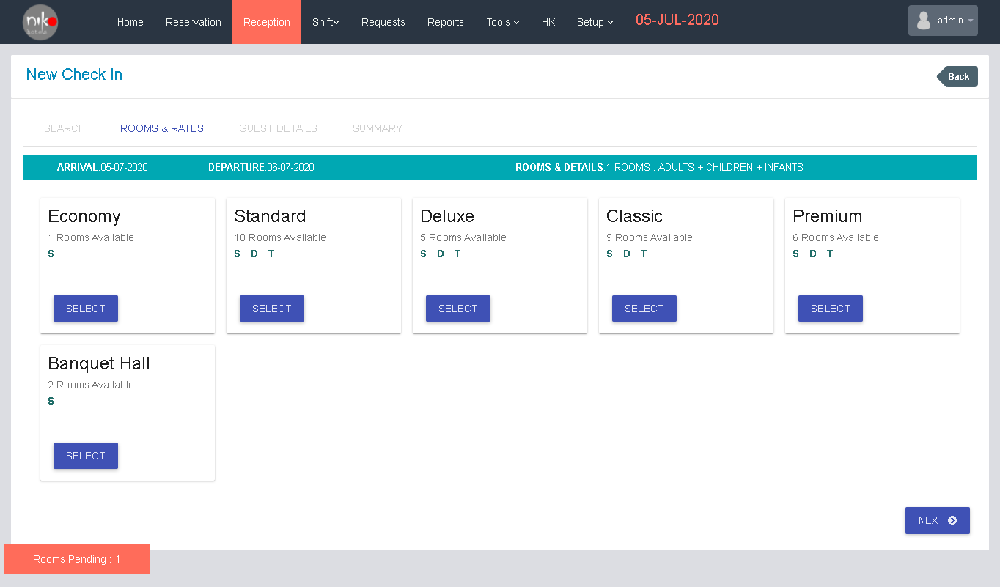 niko
hotels
Home Reservation Reception Shift Requests Reports Tools HK Setup 05-JUL-2020 admin
New Check In
Back
SEARCH ROOMS & RATES GUEST DETAILS SUMMARY
ARRIVAL:05-07-2020 DEPARTURE:06-07-2020 ROOMS & DETAILS:1 ROOMS : ADULTS + CHILDREN + INFANTS
Economy
1 Rooms Available
S
SELECT
Standard
10 Rooms Available
S D T
SELECT
Deluxe
5 Rooms Available
S D T
SELECT
Classic
9 Rooms Available
S D T
SELECT
Premium
6 Rooms Available
S D T
SELECT
Banquet Hall
2 Rooms Available
S
SELECT
NEXT
Rooms Pending : 1